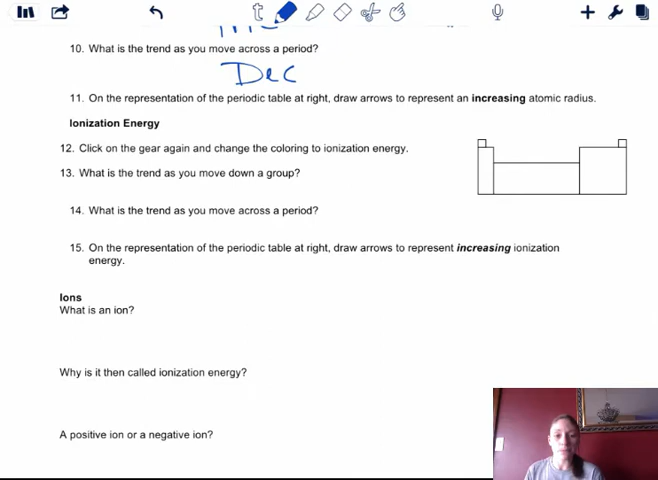 10. What is the trend as you move across a period?
Dec
11. On the representation of the periodic table at right, draw arrows to represent an increasing atomic radius.
Ionization Energy
12. Click on the gear again and change the coloring to ionization energy.
13. What is the trend as you move down a group?
14. What is the trend as you move across a period?
15. On the representation of the periodic table at right, draw arrows to represent increasing ionization
energy.
Ions
What is an ion?
Why is it then called ionization energy?
A positive ion or a negative ion?